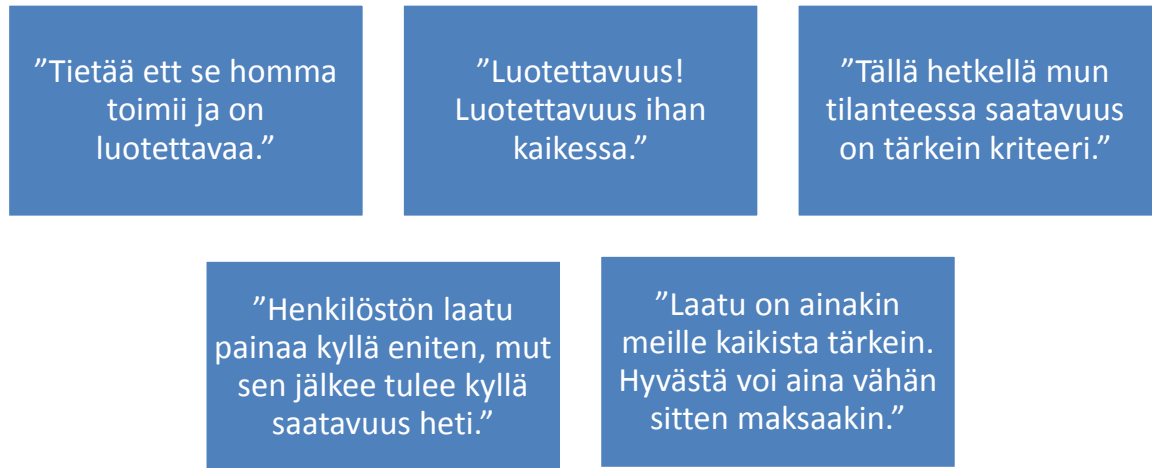 ”Tietää ett se homma
toimii ja on
luotettavaa.”
”Luotettavuus!
Luotettavuus ihan
kaikessa.”
”Tällä hetkellä mun
tilanteessa saatavuus
on tärkein kriteeri.”
”Henkilöstön laatu
painaa kyllä eniten, mut
sen jälkee tulee kyllä
saatavuus heti.”
”Laatu on ainakin
meille kaikista tärkein.
Hyvästä voi aina vähän
sitten maksaakin.”